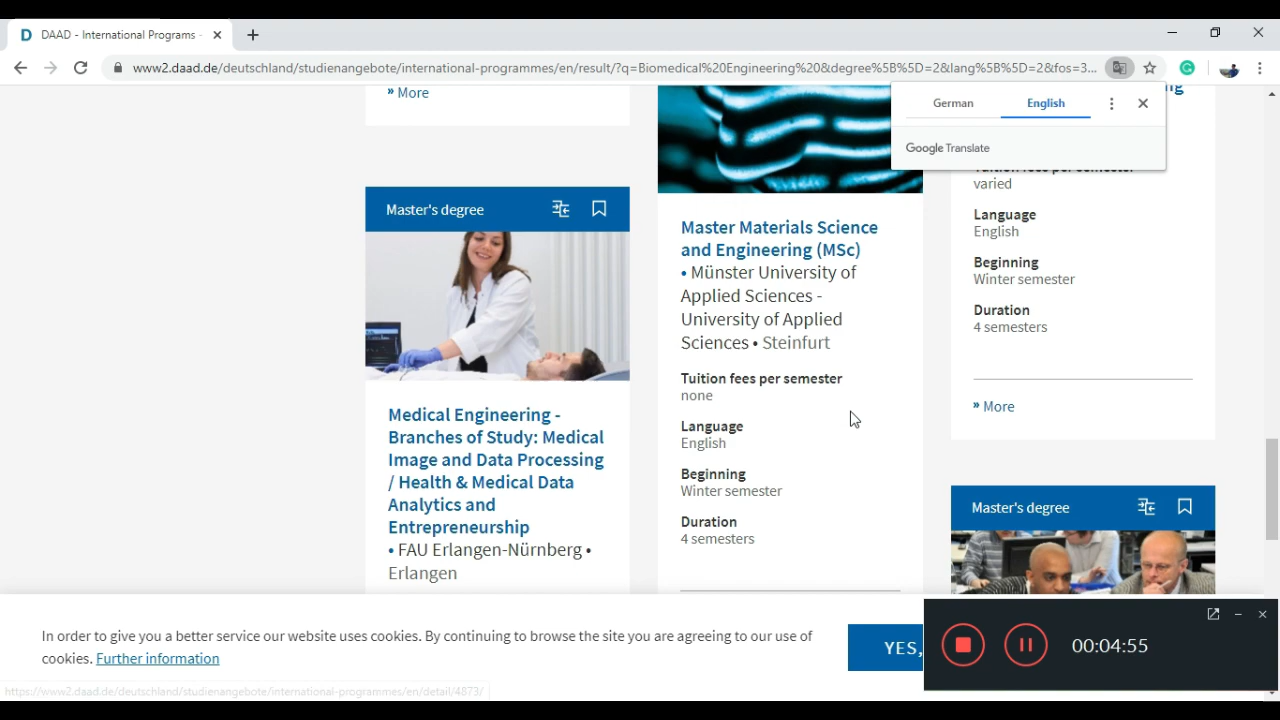 DAAD - International Programs -
www2.daad.de/deutschland/studienangebote/international-programmes/en/result/?q=Biomedical%20Engineering%20&degree%5B%5D=2&lang%5B%5D=2&fos=3...
German
English
Google Translate
» More
Master's degree
Medical Engineering -
Branches of Study: Medical
Image and Data Processing
/ Health & Medical Data
Analytics and
Entrepreneurship
• FAU Erlangen-Nürnberg •
Erlangen
Master Materials Science
and Engineering (MSc)
• Münster University of
Applied Sciences -
University of Applied
Sciences • Steinfurt
Tuition fees per semester
none
Language
English
Beginning
Winter semester
Duration
4 semesters
varied
Language
English
Beginning
Winter semester
Duration
4 semesters
» More
Master's degree
In order to give you a better service our website uses cookies. By continuing to browse the site you are agreeing to our use of
cookies. Further information
YES,
00:04:55
https://www2.daad.de/deutschland/studienangebote/international-programmes/en/detail/4873/